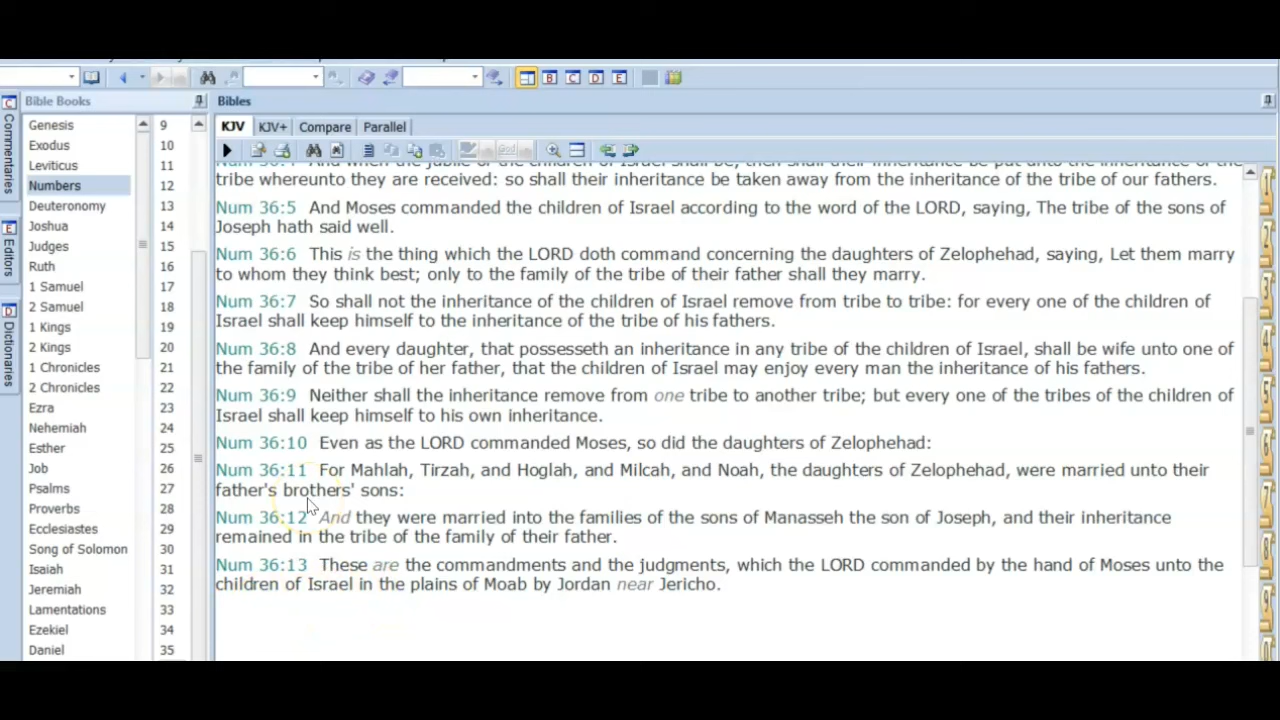 Bible Books
Bibles
Commentaries
Editors
Dictionaries
Genesis
Exodus
Leviticus
Numbers
Deuteronomy
Joshua
Judges
Ruth
1 Samuel
2 Samuel
1 Kings
2 Kings
1 Chronicles
2 Chronicles
Ezra
Nehemiah
Esther
Job
Psalms
Proverbs
Ecclesiastes
Song of Solomon
Isaiah
Jeremiah
Lamentations
Ezekiel
Daniel
9
10
11
12
13
14
15
16
17
18
19
20
21
22
23
24
25
26
27
28
29
30
31
32
33
34
35
KJV KJV+ Compare Parallel
tribe whereunto they are received: so shall their inheritance be taken away from the inheritance of the tribe of our fathers.
Num 36:5 And Moses commanded the children of Israel according to the word of the LORD, saying, The tribe of the sons of
Joseph hath said well.
Num 36:6 This is the thing which the LORD doth command concerning the daughters of Zelophehad, saying, Let them marry
to whom they think best; only to the family of the tribe of their father shall they marry.
Num 36:7 So shall not the inheritance of the children of Israel remove from tribe to tribe: for every one of the children of
Israel shall keep himself to the inheritance of the tribe of his fathers.
Num 36:8 And every daughter, that possesseth an inheritance in any tribe of the children of Israel, shall be wife unto one of
the family of the tribe of her father, that the children of Israel may enjoy every man the inheritance of his fathers.
Num 36:9 Neither shall the inheritance remove from one tribe to another tribe; but every one of the tribes of the children of
Israel shall keep himself to his own inheritance.
Num 36:10 Even as the LORD commanded Moses, so did the daughters of Zelophehad:
Num 36:11 For Mahlah, Tirzah, and Hoglah, and Milcah, and Noah, the daughters of Zelophehad, were married unto their
father's brothers' sons:
Num 36:12 And they were married into the families of the sons of Manasseh the son of Joseph, and their inheritance
remained in the tribe of the family of their father.
Num 36:13 These are the commandments and the judgments, which the LORD commanded by the hand of Moses unto the
children of Israel in the plains of Moab by Jordan near Jericho.